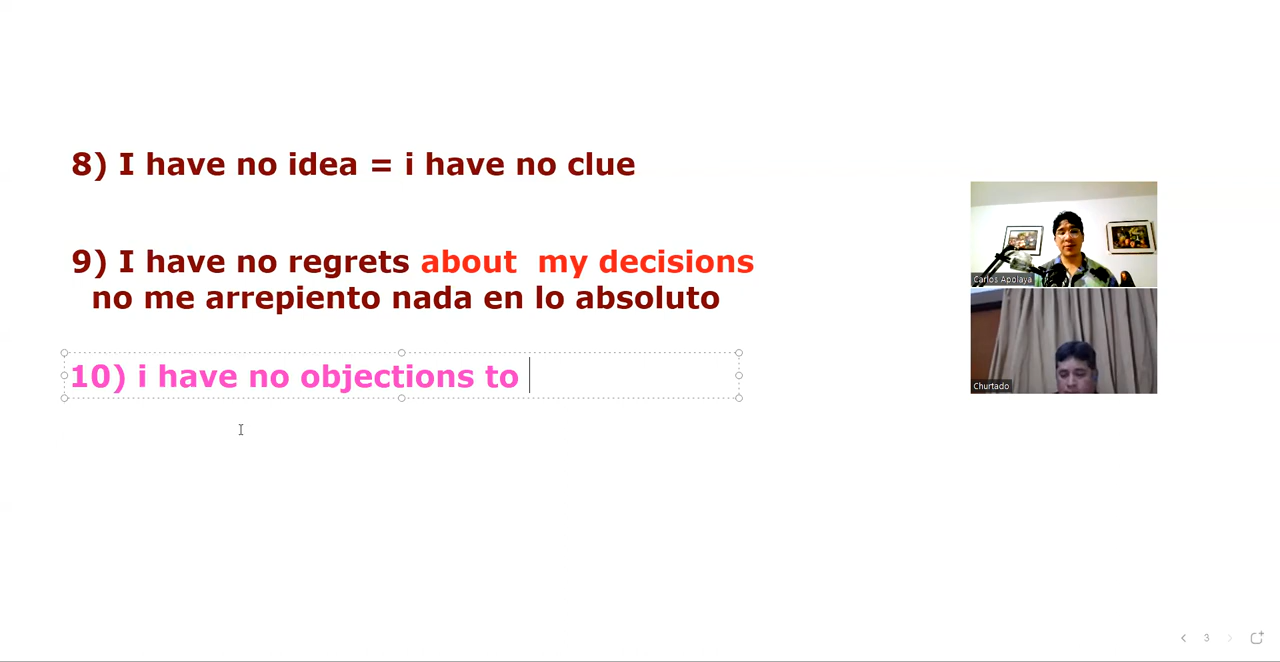 8) I have no idea = i have no clue
9) I have no regrets about my decisions
no me arrepiento nada en lo absoluto
10) i have no objections to
Carlos Apolaya
Churtado
3